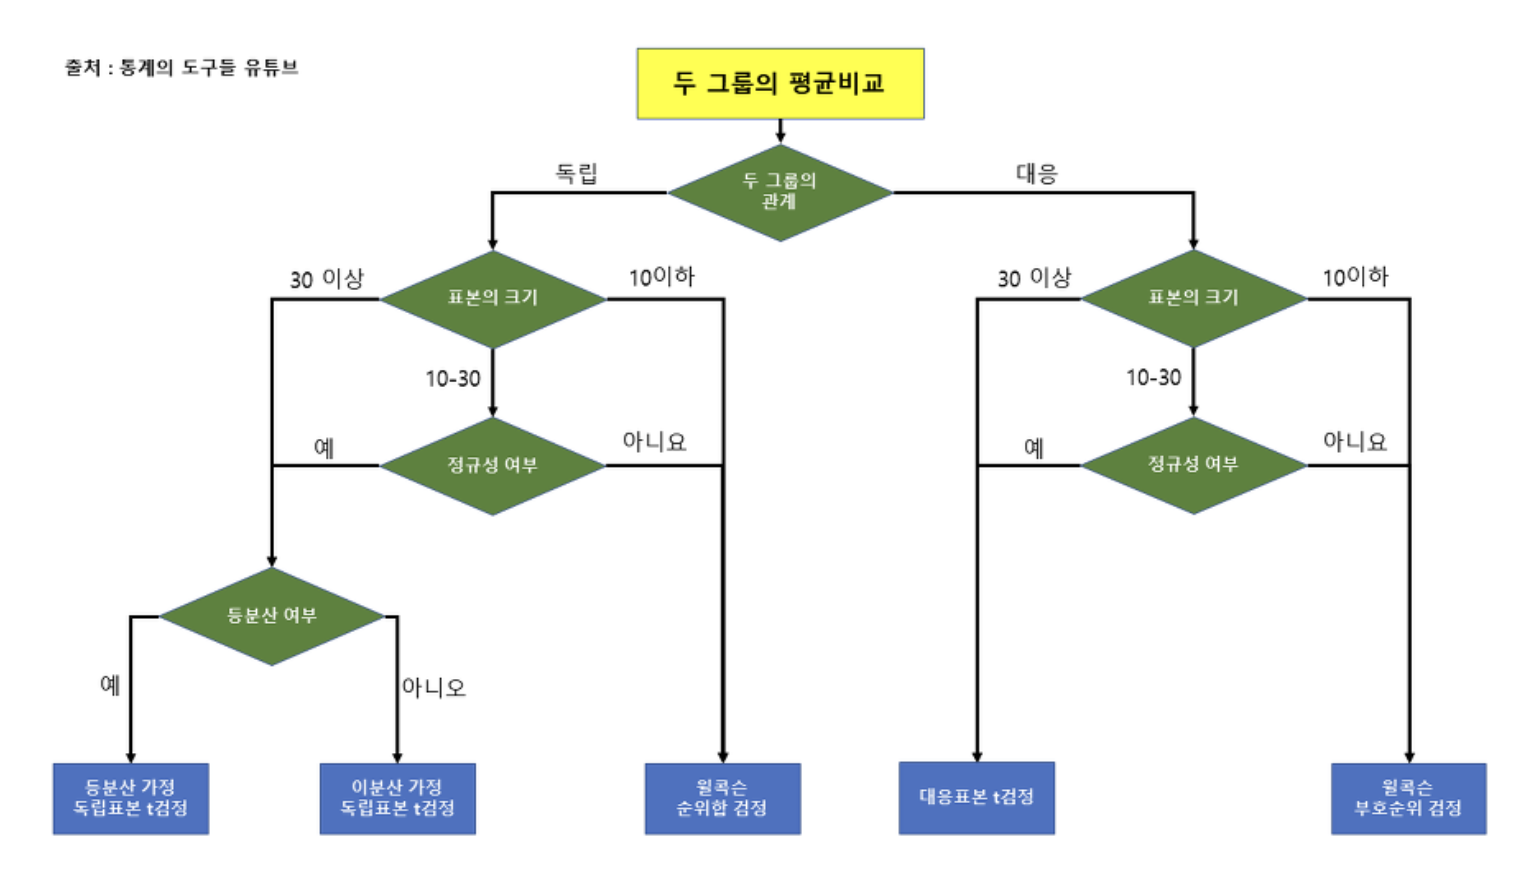 출처 : 통계의 도구들 유튜브
두 그룹의 평균비교
두 그룹의
관계
독립
대응
30 이상
표본의 크기
10이하
30 이상
표본의 크기
10이하
10-30
10-30
예
정규성 여부
아니요
예
정규성 여부
아니요
등분산 여부
예
아니오
등분산 가정
독립표본 t검정
이분산 가정
독립표본 t검정
윌콕슨
순위합 검정
대응표본 t검정
윌콕슨
부호순위 검정